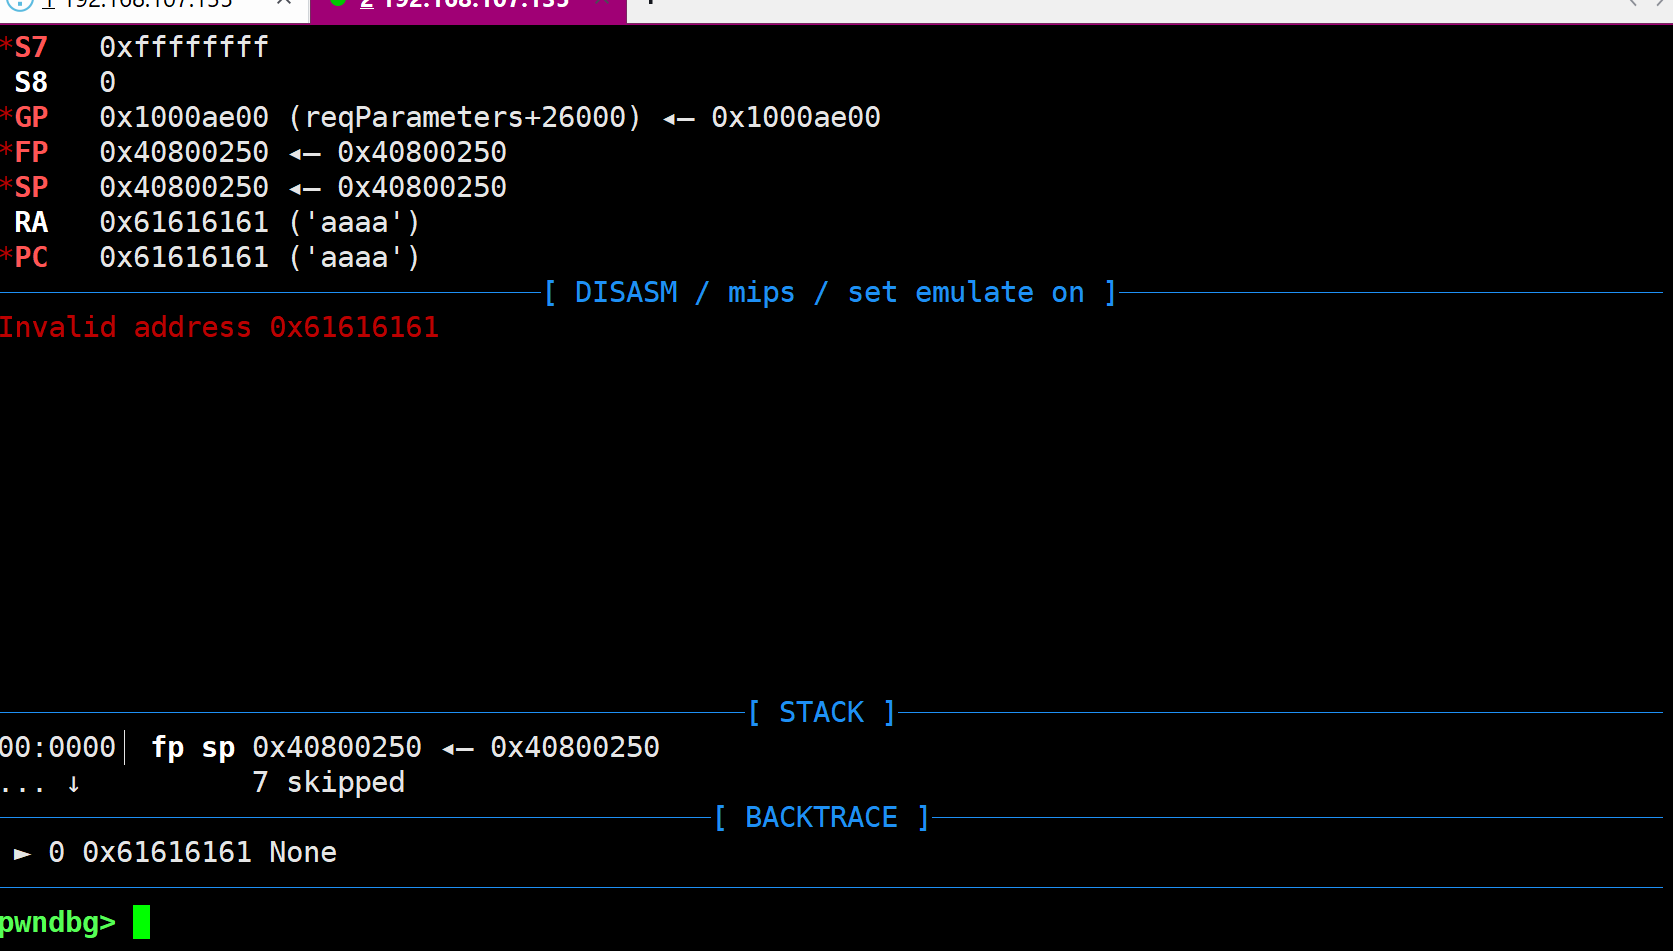 1 192.168.107.135 × 2 192.168.107.135 × +
*S7 0xffffffff
S8 0
*GP 0x1000ae00 (reqParameters+26000) ◂— 0x1000ae00
*FP 0x40800250 ◂— 0x40800250
*SP 0x40800250 ◂— 0x40800250
RA 0x61616161 ('aaaa')
*PC 0x61616161 ('aaaa')
[ DISASM / mips / set emulate on ]
Invalid address 0x61616161
[ STACK ]
00:0000│ fp sp 0x40800250 ◂— 0x40800250
... ↓ 7 skipped
[ BACKTRACE ]
► 0 0x61616161 None
pwndbg>